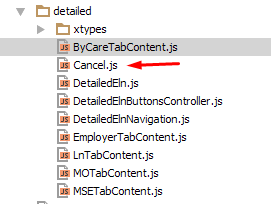 detailed
xtypes
ByCareTabContent.js
Cancel.js
DetailedEln.js
DetailedElnButtonsController.js
DetailedElnNavigation.js
EmployerTabContent.js
LnTabContent.js
MOTabContent.js
MSETabContent.js